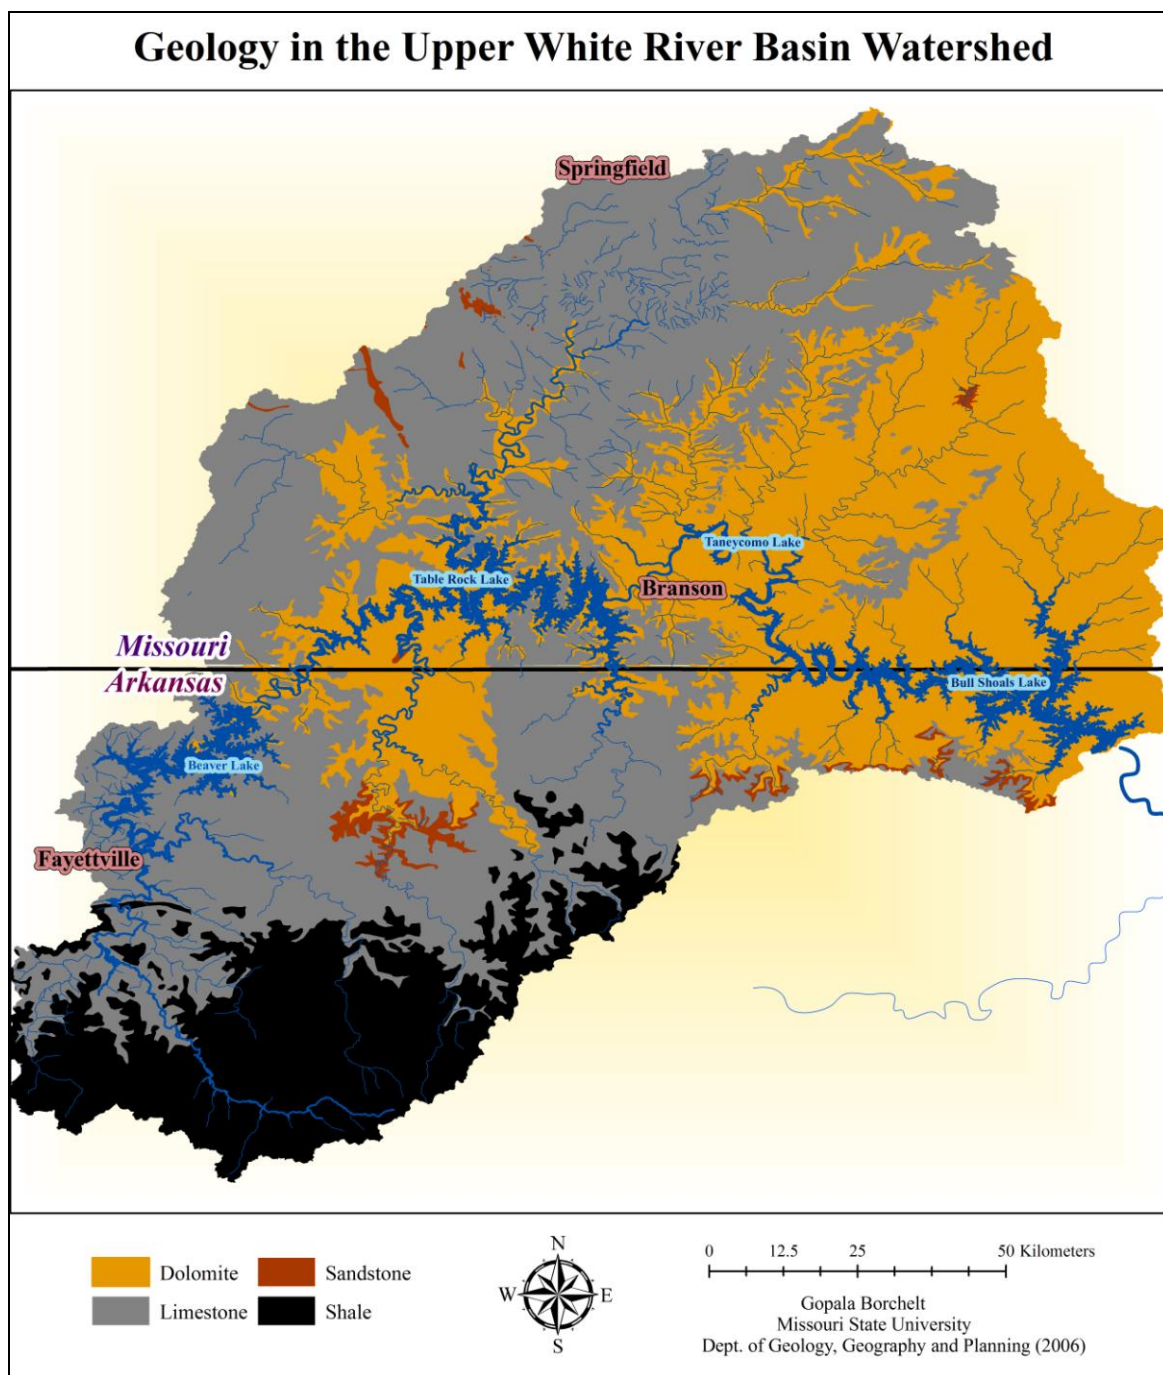 Geology in the Upper White River Basin Watershed
Springfield
Taneycomo Lake
Table Rock Lake
Branson
Missouri
Arkansas
Bull Shoals Lake
Beaver Lake
Fayettville
Dolomite
Sandstone
Limestone
Shale
N
W E
S
0 12.5 25 50 Kilometers
Gopala Borchelt
Missouri State University
Dept. of Geology, Geography and Planning (2006)